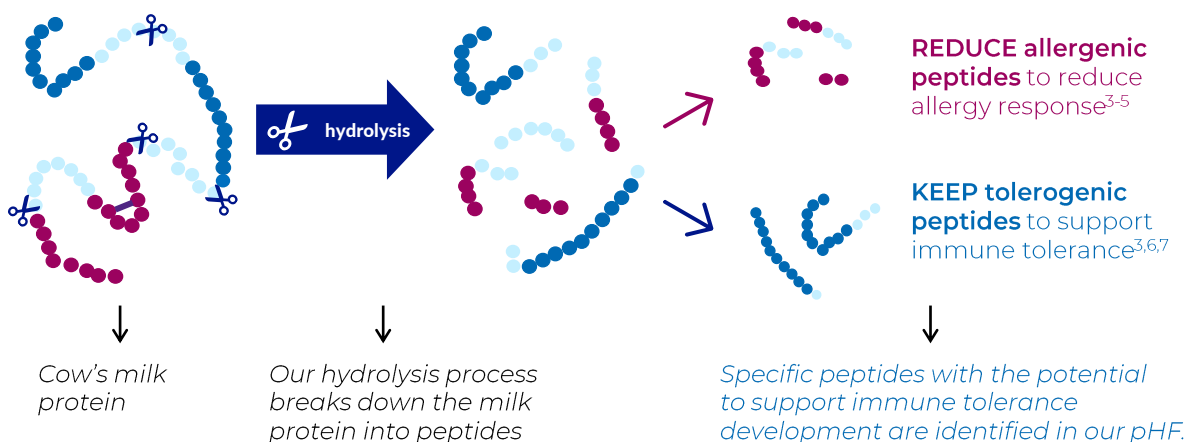 REDUCE allergenic
peptides to reduce
allergy response3-5
hydrolysis
KEEP tolerogenic
peptides to support
immune tolerance3,6,7
Cow's milk
protein
Our hydrolysis process
breaks down the milk
protein into peptides
Specific peptides with the potential
to support immune tolerance
development are identified in our pHF.